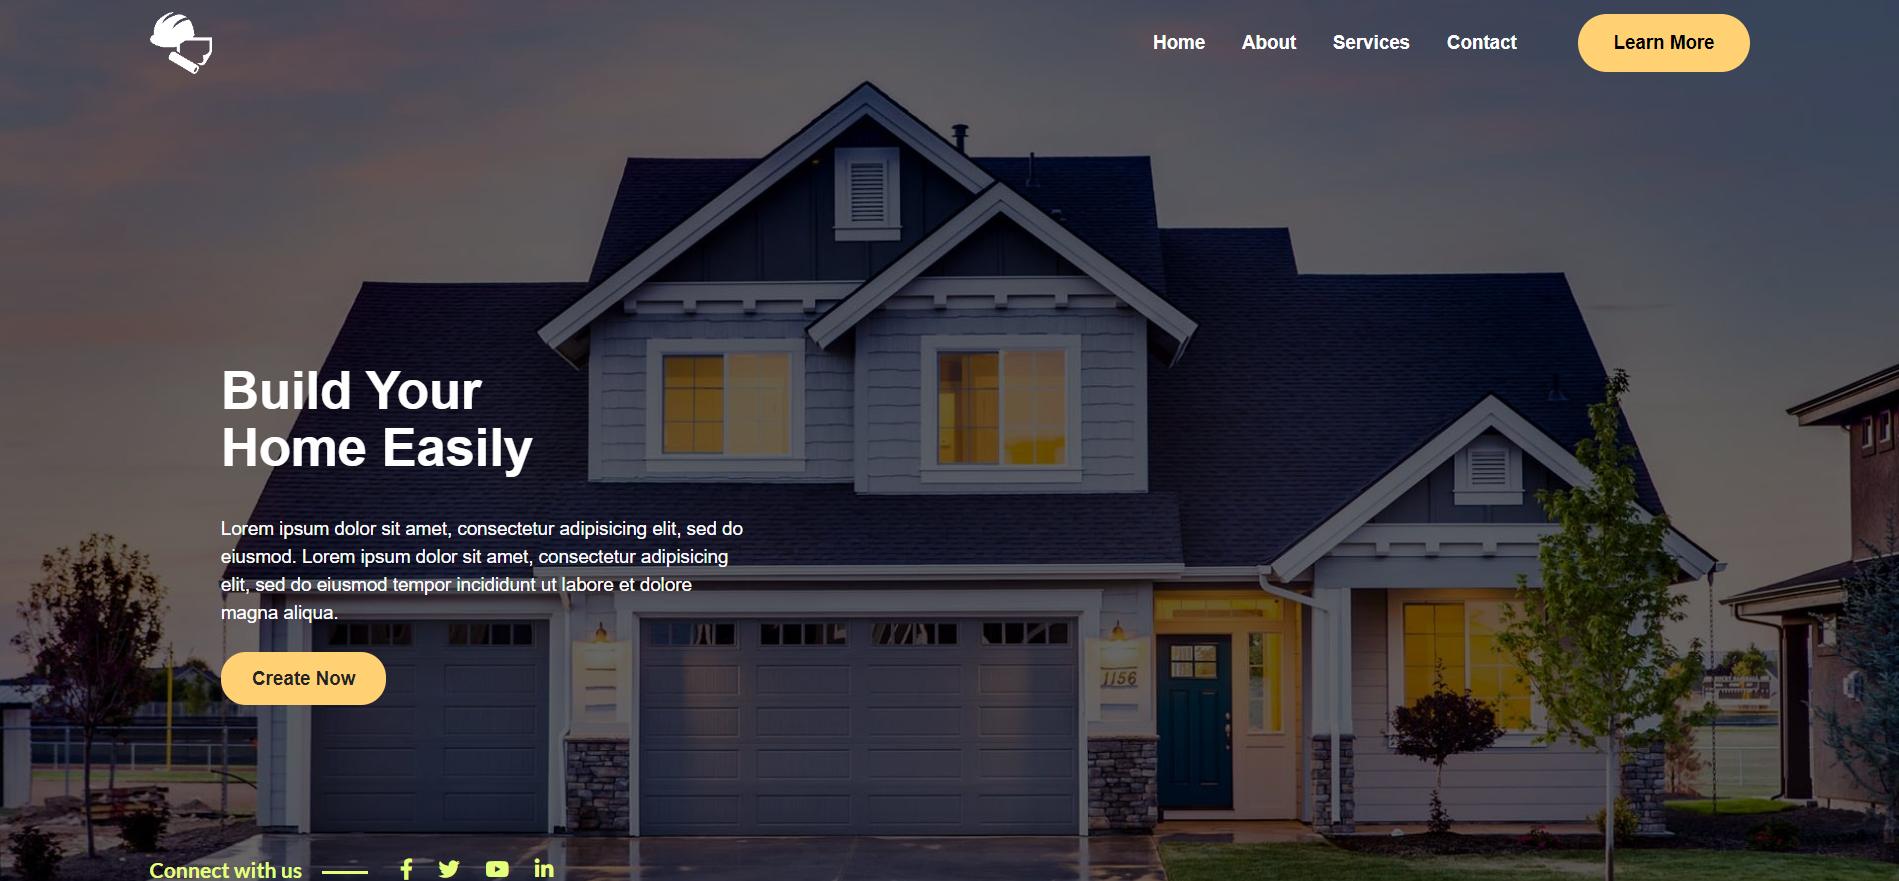 Home About Services Contact Learn More
Build Your
Home Easily
Lorem ipsum dolor sit amet, consectetur adipisicing elit, sed do
eiusmod. Lorem ipsum dolor sit amet, consectetur adipisicing
elit, sed do eiusmod tempor incididunt ut labore et dolore
magna aliqua.
1156
Create Now
Connect with us